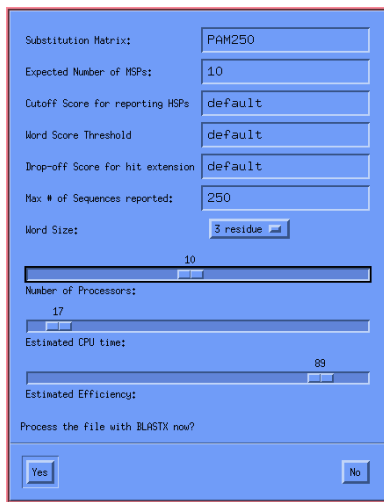 Substitution Matrix: PAM250
Expected Number of MSPs: 10
Cutoff Score for reporting HSPs default
Word Score Threshold default
Drop-off Score for hit extension default
Max # of Sequences reported: 250
Word Size: 3 residue
10
Number of Processors:
17
Estimated CPU time:
89
Estimated Efficiency:
Process the file with BLASTX now?
Yes No